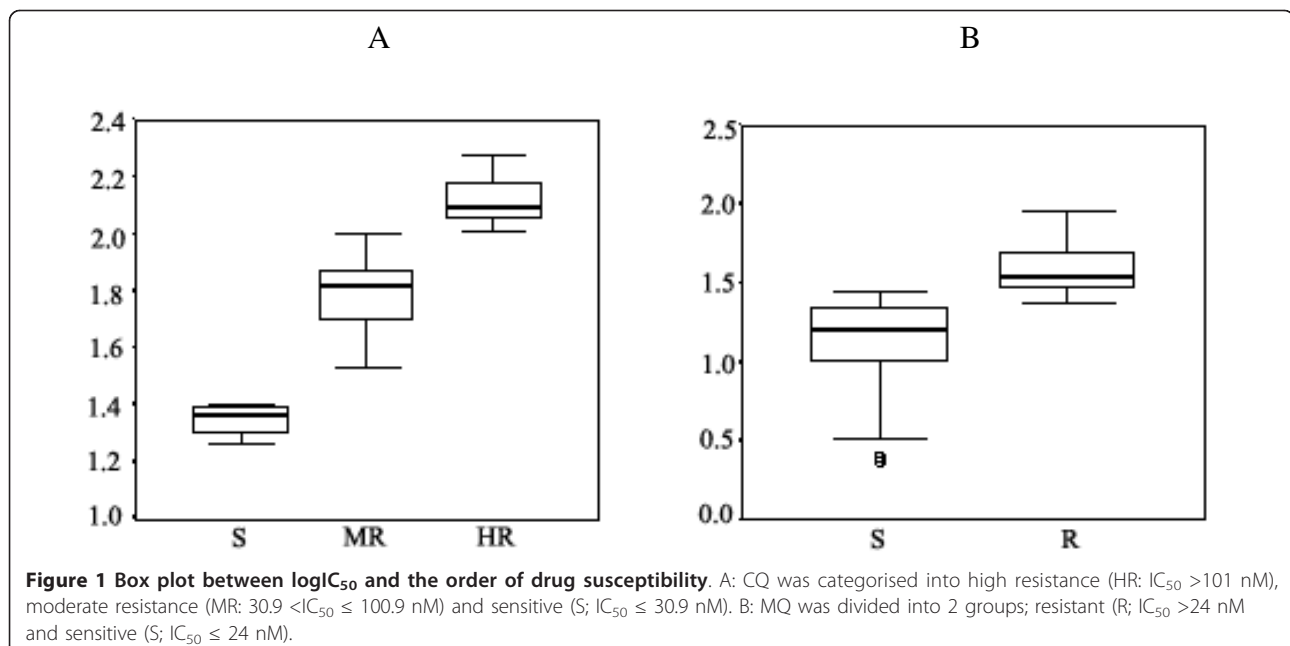 A
B
2.4
2.2
2.0
1.8
1.6
1.4
1.2
1.0
S MR HR
2.5
2.0
1.5
1.0
0.5
0.0
S R
Figure 1 Box plot between logIC₅₀ and the order of drug susceptibility. A: CQ was categorised into high resistance (HR: IC₅₀ >101 nM),
moderate resistance (MR: 30.9 <IC₅₀ ≤ 100.9 nM) and sensitive (S; IC₅₀ ≤ 30.9 nM). B: MQ was divided into 2 groups; resistant (R; IC₅₀ >24 nM
and sensitive (S; IC₅₀ ≤ 24 nM).